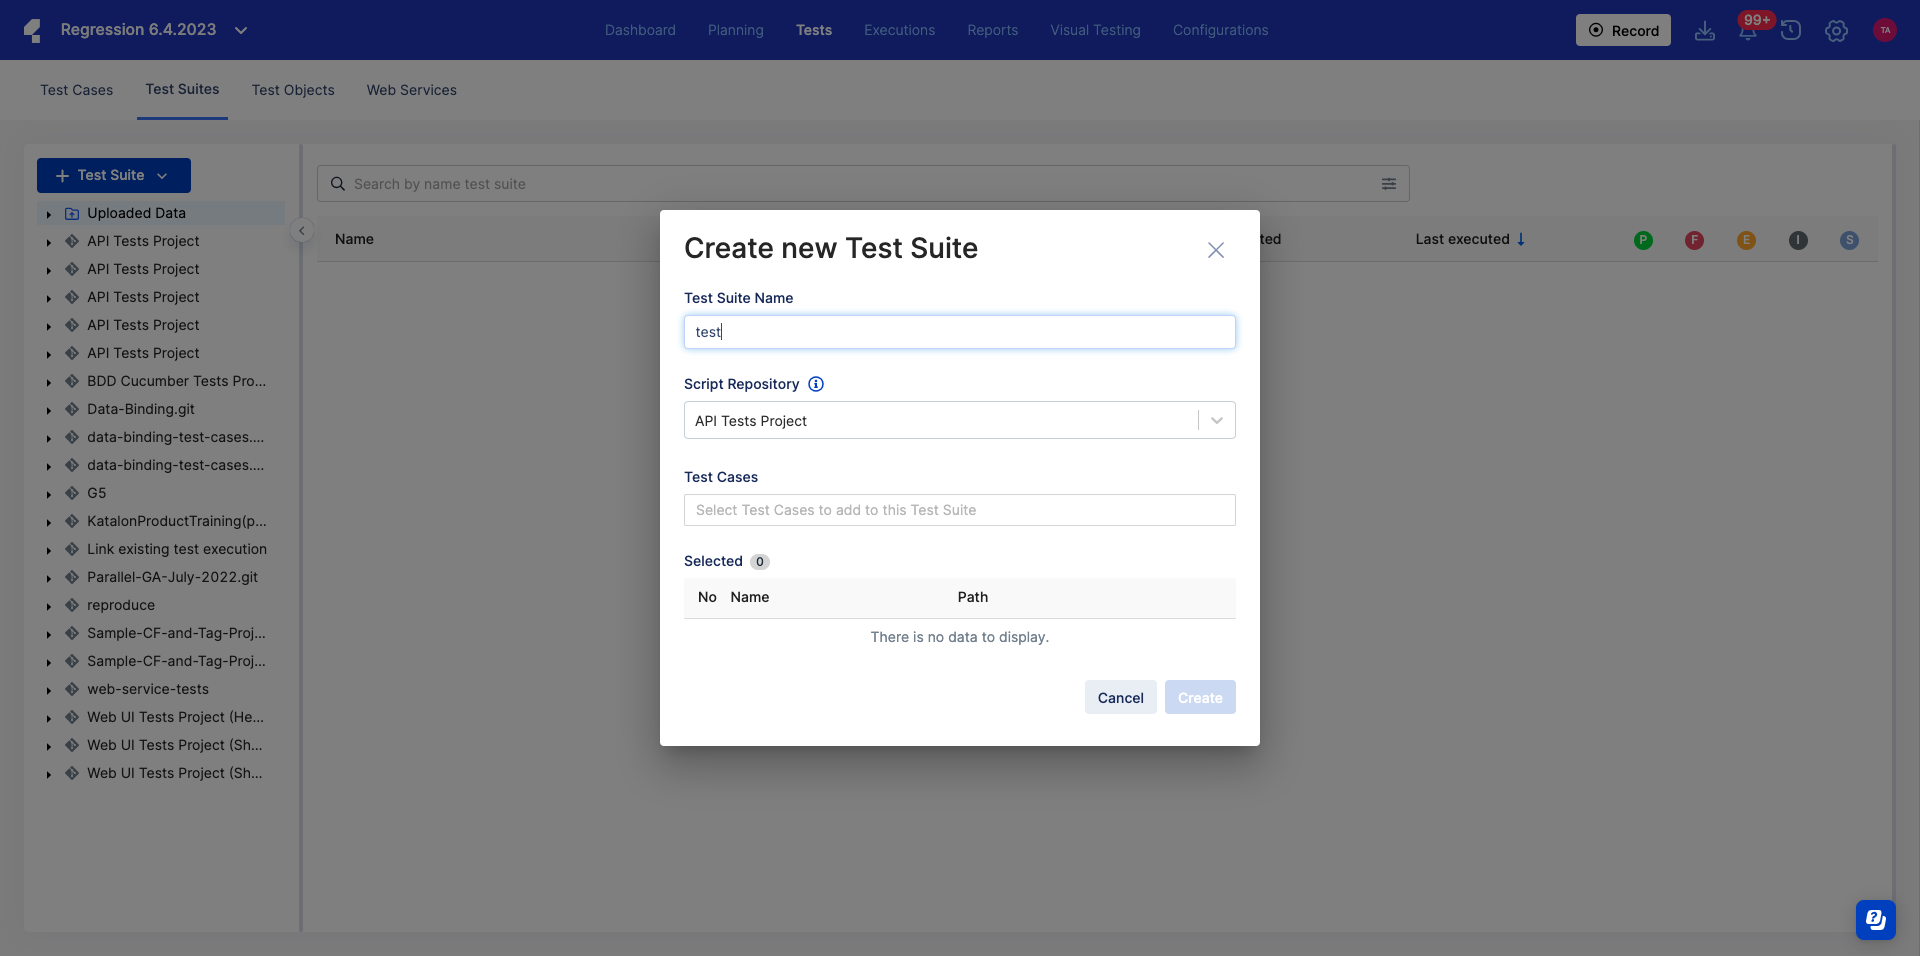 Regression 6.4.2023
Dashboard
Planning
Tests
Executions
Reports
Visual Testing
Configurations
Record
99+
TA
Test Cases
Test Suites
Test Objects
Web Services
Test Suite
Uploaded Data
API Tests Project
API Tests Project
API Tests Project
API Tests Project
API Tests Project
BDD Cucumber Tests Pro...
Data-Binding.git
data-binding-test-cases....
data-binding-test-cases....
G5
KatalonProductTraining(p...
Link existing test execution
Parallel-GA-July-2022.git
reproduce
Sample-CF-and-Tag-Proj...
Sample-CF-and-Tag-Proj...
web-service-tests
Web UI Tests Project (He...
Web UI Tests Project (Sh...
Web UI Tests Project (Sh...
Search by name test suite
Name
ted
Last executed
P
F
E
I
S
Create new Test Suite
Test Suite Name
test
Script Repository
API Tests Project
Test Cases
Select Test Cases to add to this Test Suite
Selected 0
No Name Path
There is no data to display.
Cancel
Create